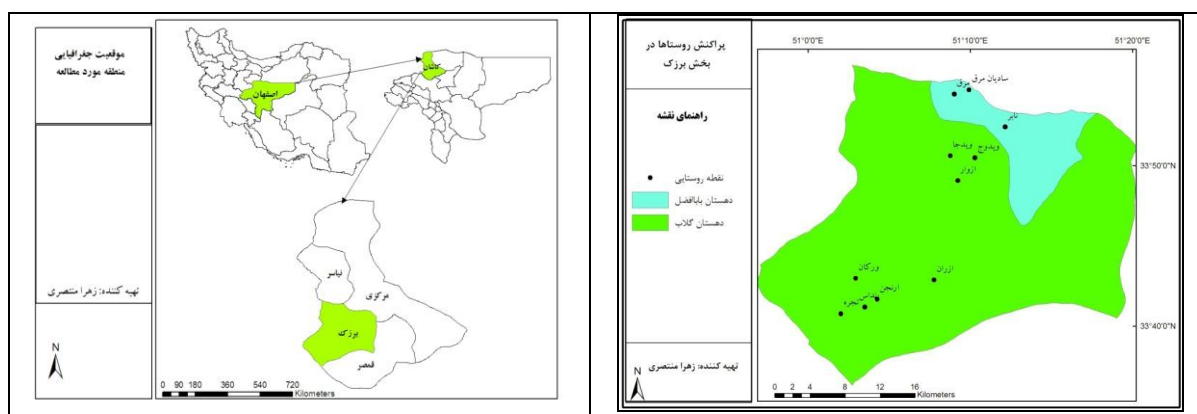 موقعیت جغرافیایی
منطقه مورد مطالعه
تهیه کننده: زهرا منتصری
N
اصفهان
کاشان
نیاسر
مرکزی
برزک
قمصر
0 90 180 360 540 720
Kilometers
پراکنش روستاها در
بخش برزک
راهنمای نقشه
نقطه روستایی
دهستان باباافضل
دهستان گلاب
تهیه کننده: زهرا منتصری
N
51°0'0"E 51°10'0"E 51°20'0"E
سادیان مرق
مرق
نابر
ویدجا
ویدوج
ازوار
33°50'0"N
ورکان
ازران
ارنجن
پنداس
33°40'0"N
0 2 4 8 12 16
Kilometers